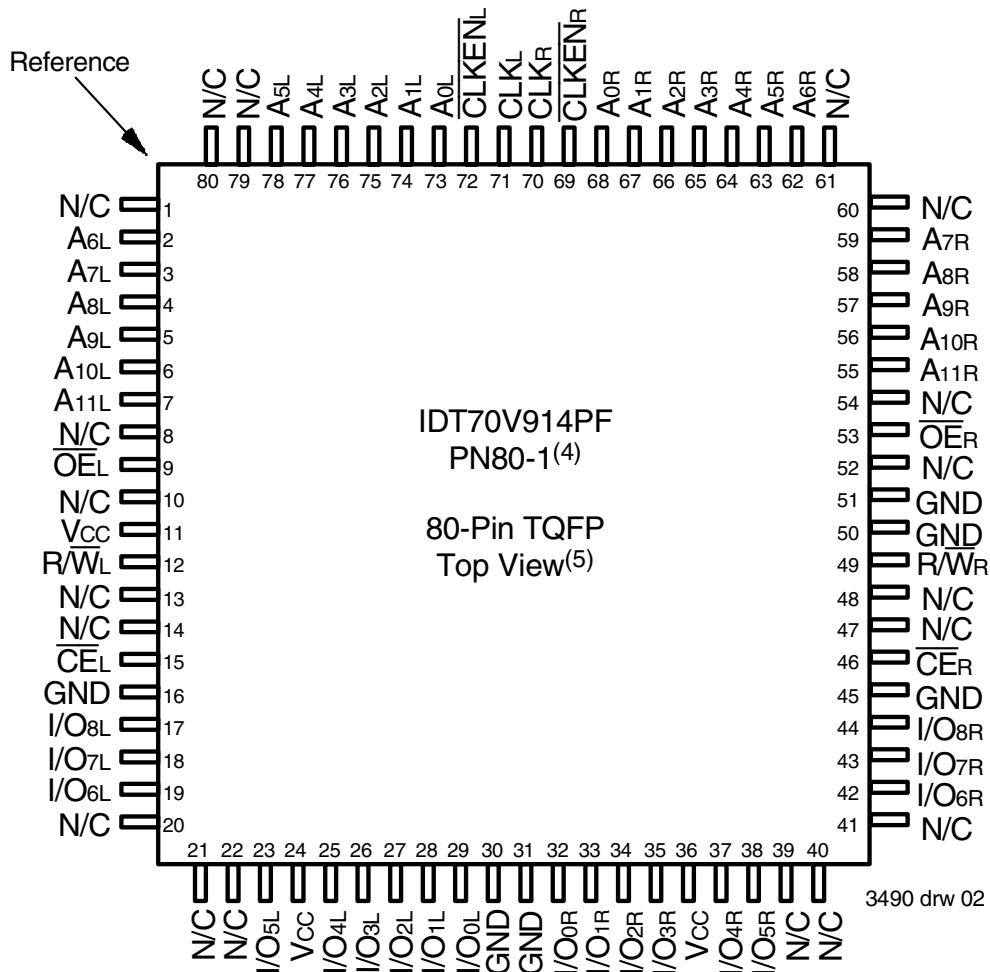 Reference
N/C
N/C
A5L
A4L
A3L
A2L
A1L
A0L
CLKENL
CLKL
CLKR
CLKENR
A0R
A1R
A2R
A3R
A4R
A5R
A6R
N/C
80 79 78 77 76 75 74 73 72 71 70 69 68 67 66 65 64 63 62 61
N/C 1
A6L 2
A7L 3
A8L 4
A9L 5
A10L 6
A11L 7
N/C 8
OEL 9
N/C 10
VCC 11
R/WL 12
N/C 13
N/C 14
CEL 15
GND 16
I/O8L 17
I/O7L 18
I/O6L 19
N/C 20
IDT70V914PF
PN80-1(4)
80-Pin TQFP
Top View(5)
60 N/C
59 A7R
58 A8R
57 A9R
56 A10R
55 A11R
54 N/C
53 OER
52 N/C
51 GND
50 GND
49 R/WR
48 N/C
47 N/C
46 CER
45 GND
44 I/O8R
43 I/O7R
42 I/O6R
41 N/C
21 22 23 24 25 26 27 28 29 30 31 32 33 34 35 36 37 38 39 40
N/C
N/C
I/O5L
VCC
I/O4L
I/O3L
I/O2L
I/O1L
I/O0L
GND
GND
I/O0R
I/O1R
I/O2R
I/O3R
VCC
I/O4R
I/O5R
N/C
N/C
3490 drw 02